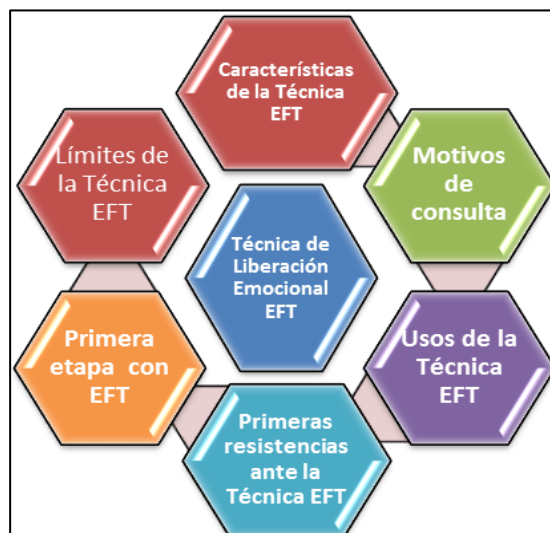 Características
de la Técnica
EFT
Motivos
de
consulta
Usos de la
Técnica
EFT
Primeras
resistencias
ante la
Técnica EFT
Primera
etapa con
EFT
Límites de
la Técnica
EFT
Técnica de
Liberación
Emocional
EFT